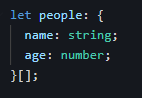 let people: {
  name: string;
  age: number;
}[];